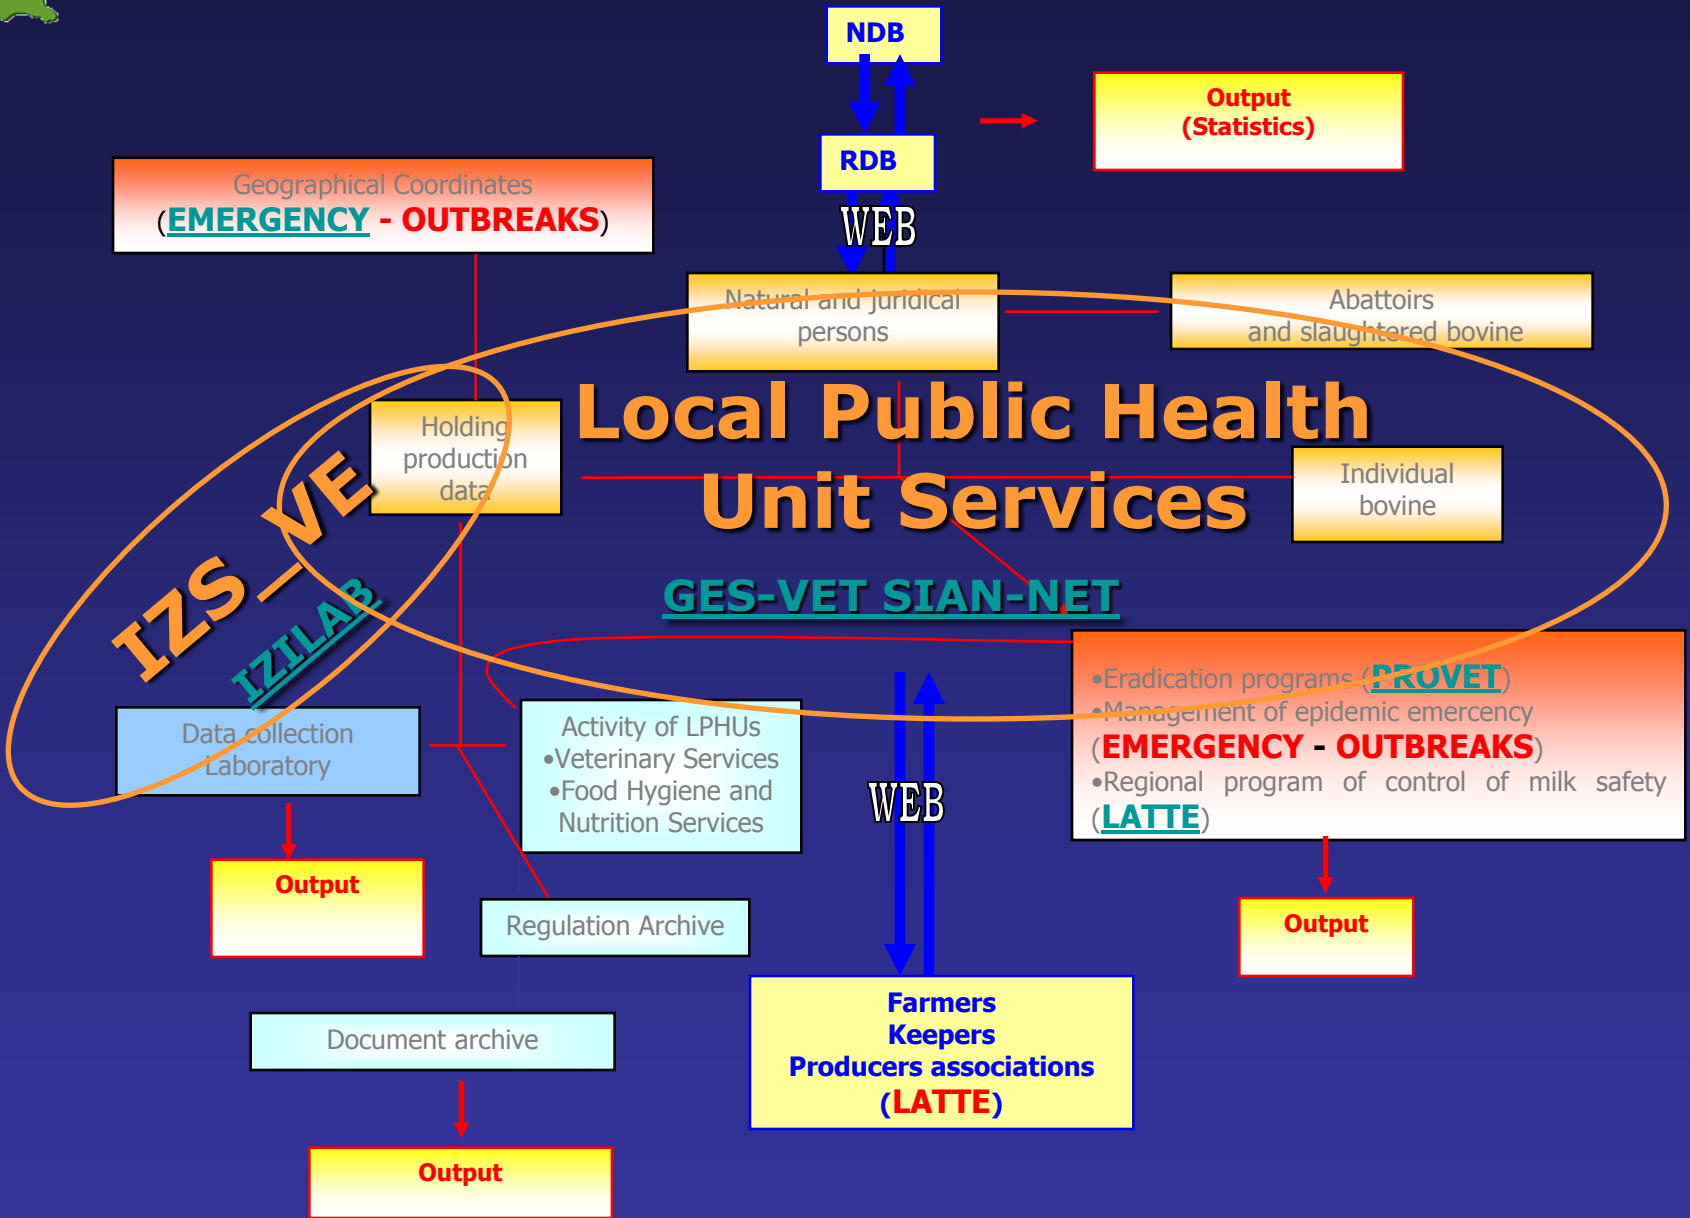 NDB
Output
(Statistics)
RDB
Geographical Coordinates
(EMERGENCY - OUTBREAKS)
WEB
Natural and juridical
persons
Abattoirs
and slaughtered bovine
Holding
production
data
Local Public Health
Unit Services
Individual
bovine
IZS_VE
IZILAB
GES-VET SIAN-NET
•Eradication programs (PROVET)
•Management of epidemic emercency
(EMERGENCY - OUTBREAKS)
•Regional program of control of milk safety
(LATTE)
Data collection
Laboratory
Activity of LPHUs
•Veterinary Services
•Food Hygiene and
Nutrition Services
WEB
Output
Regulation Archive
Output
Farmers
Keepers
Producers associations
(LATTE)
Document archive
Output